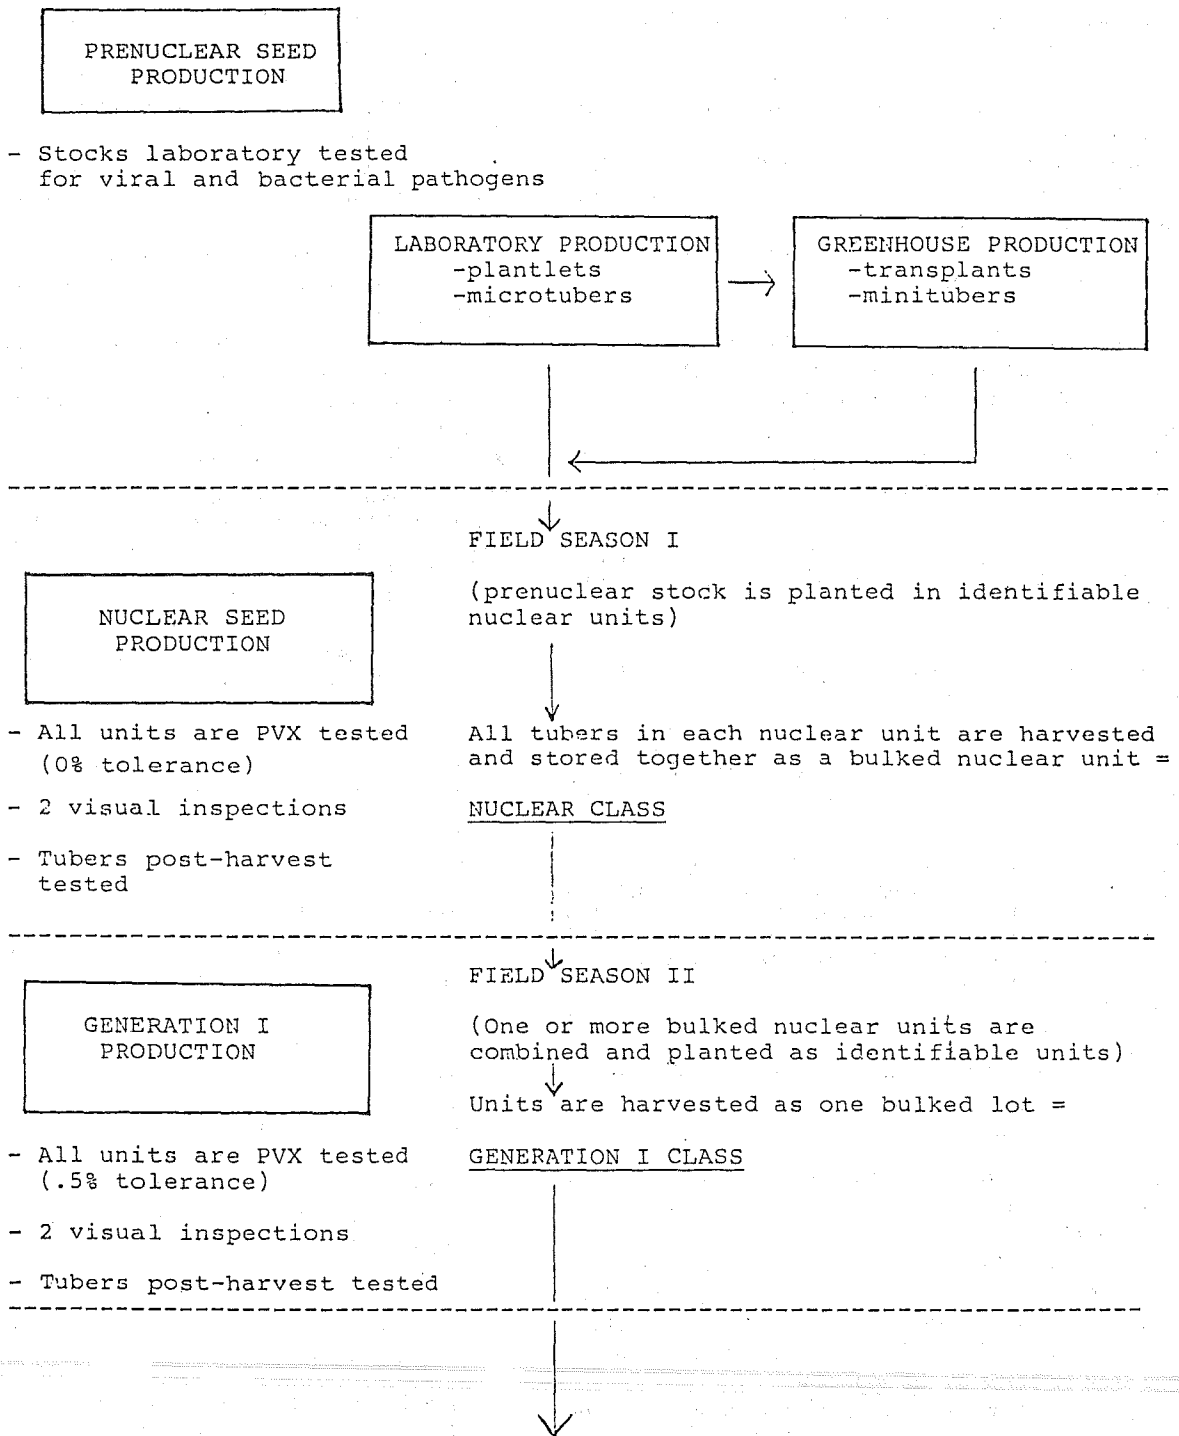 PRENUCLEAR SEED
PRODUCTION
- Stocks laboratory tested
for viral and bacterial pathogens
LABORATORY PRODUCTION
-plantlets
-microtubers
GREENHOUSE PRODUCTION
-transplants
-minitubers
FIELD SEASON I
(prenuclear stock is planted in identifiable
nuclear units)
NUCLEAR SEED
PRODUCTION
- All units are PVX tested
(0% tolerance)
- 2 visual inspections
- Tubers post-harvest
tested
All tubers in each nuclear unit are harvested
and stored together as a bulked nuclear unit =
NUCLEAR CLASS
FIELD SEASON II
(One or more bulked nuclear units are
combined and planted as identifiable units)
GENERATION I
PRODUCTION
Units are harvested as one bulked lot =
GENERATION I CLASS
- All units are PVX tested
(.5% tolerance)
- 2 visual inspections
- Tubers post-harvest tested